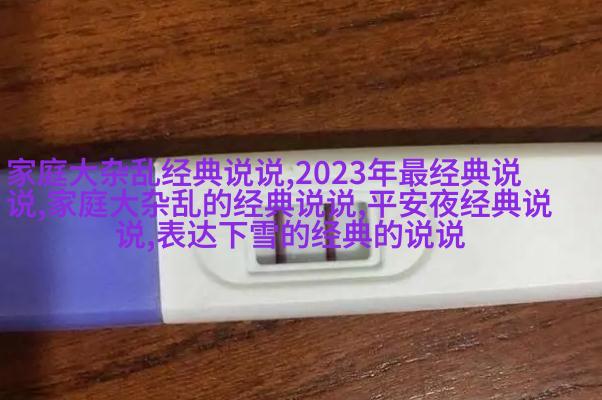 家庭大杂乱经典说说,2023年最经典说
说,家庭大杂乱的经典说说,平安夜经典说
说,表达下雪的经典的说说